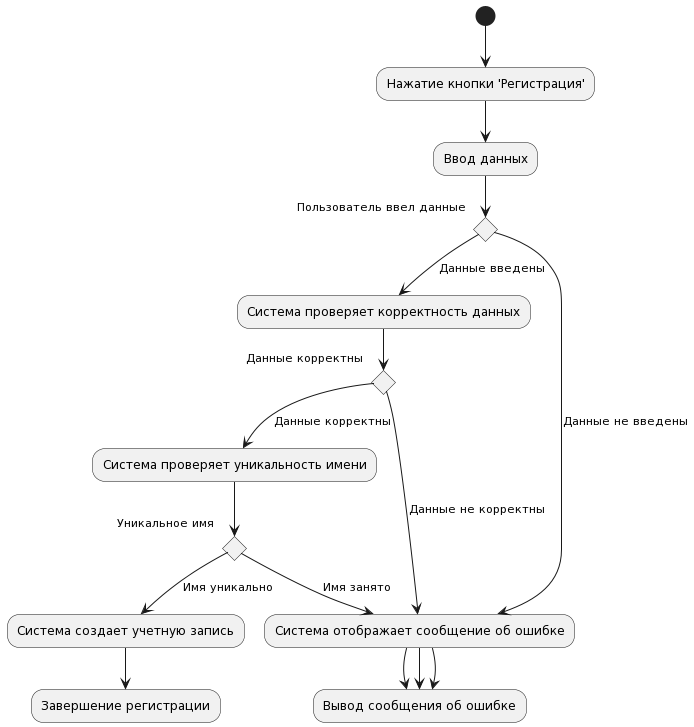 Нажатие кнопки 'Регистрация'
Ввод данных
Пользователь ввел данные
Данные введены
Система проверяет корректность данных
Данные корректны
Данные корректны
Данные не введены
Система проверяет уникальность имени
Данные не корректны
Уникальное имя
Имя уникально
Имя занято
Система создает учетную запись
Система отображает сообщение об ошибке
Завершение регистрации
Вывод сообщения об ошибке